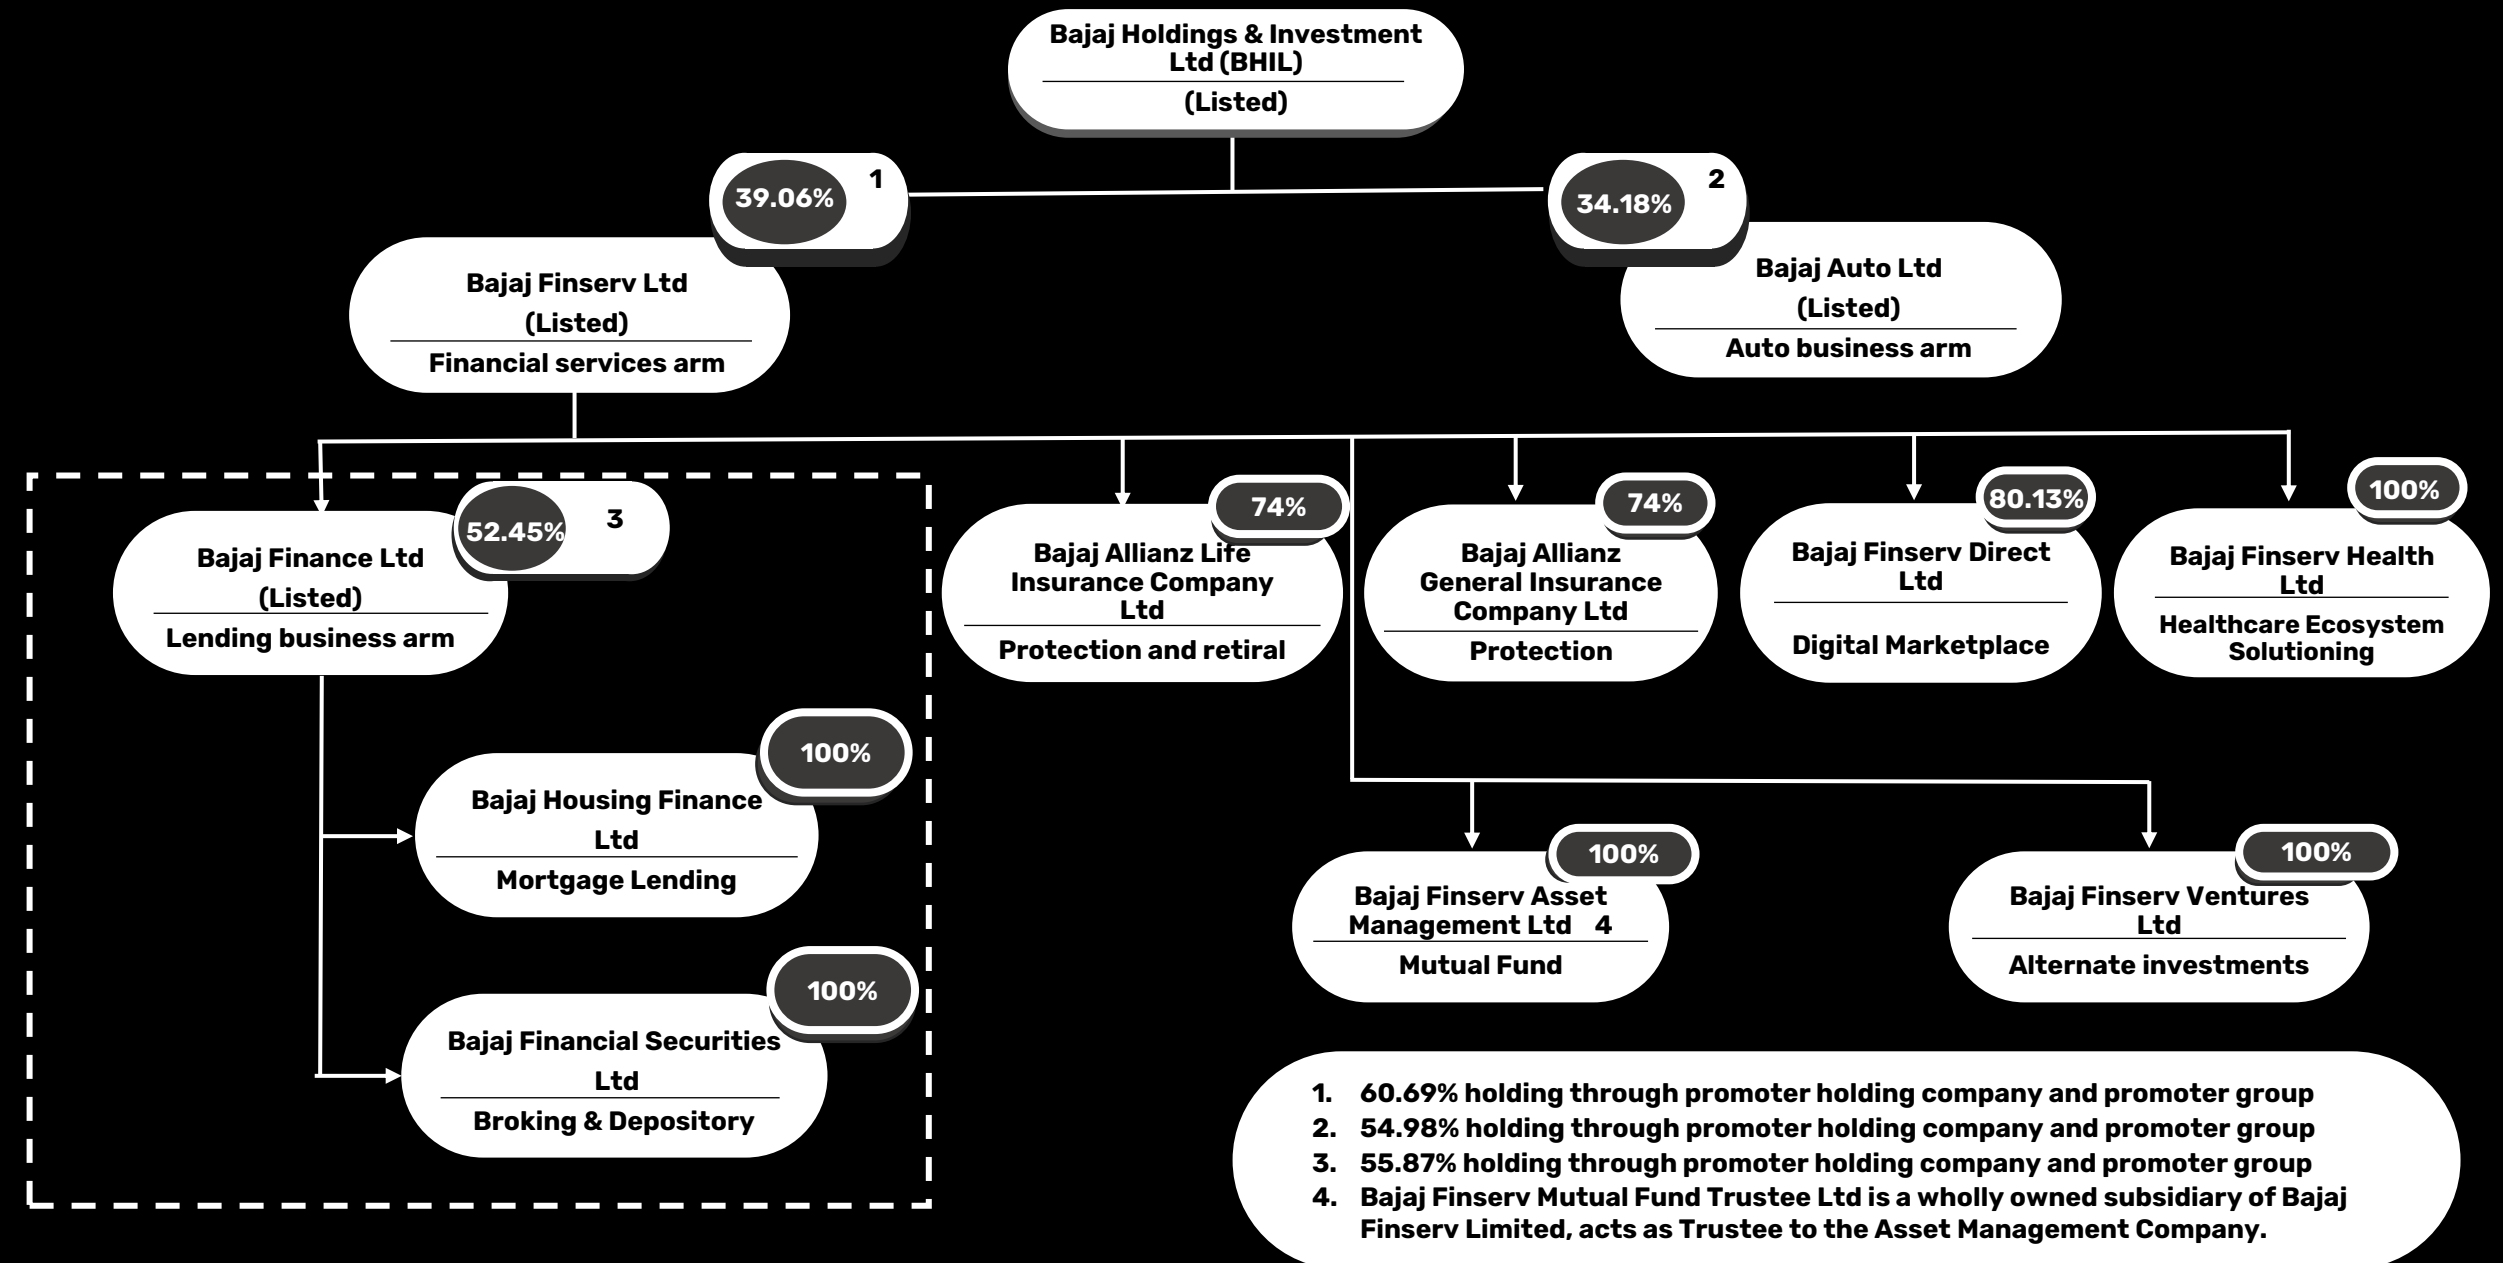 Bajaj Holdings & Investment
Ltd (BHIL)
(Listed)
39.06%
1
34.18%
2
Bajaj Finserv Ltd
(Listed)
Financial services arm
Bajaj Auto Ltd
(Listed)
Auto business arm
52.45%
3
Bajaj Finance Ltd
(Listed)
Lending business arm
74%
Bajaj Allianz Life
Insurance Company
Ltd
Protection and retiral
74%
Bajaj Allianz
General Insurance
Company Ltd
Protection
80.13%
Bajaj Finserv Direct
Ltd
Digital Marketplace
100%
Bajaj Finserv Health
Ltd
Healthcare Ecosystem
Solutioning
100%
Bajaj Housing Finance
Ltd
Mortgage Lending
100%
Bajaj Financial Securities
Ltd
Broking & Depository
100%
Bajaj Finserv Asset
Management Ltd 4
Mutual Fund
100%
Bajaj Finserv Ventures
Ltd
Alternate investments
1. 60.69% holding through promoter holding company and promoter group
2. 54.98% holding through promoter holding company and promoter group
3. 55.87% holding through promoter holding company and promoter group
4. Bajaj Finserv Mutual Fund Trustee Ltd is a wholly owned subsidiary of Bajaj
Finserv Limited, acts as Trustee to the Asset Management Company.